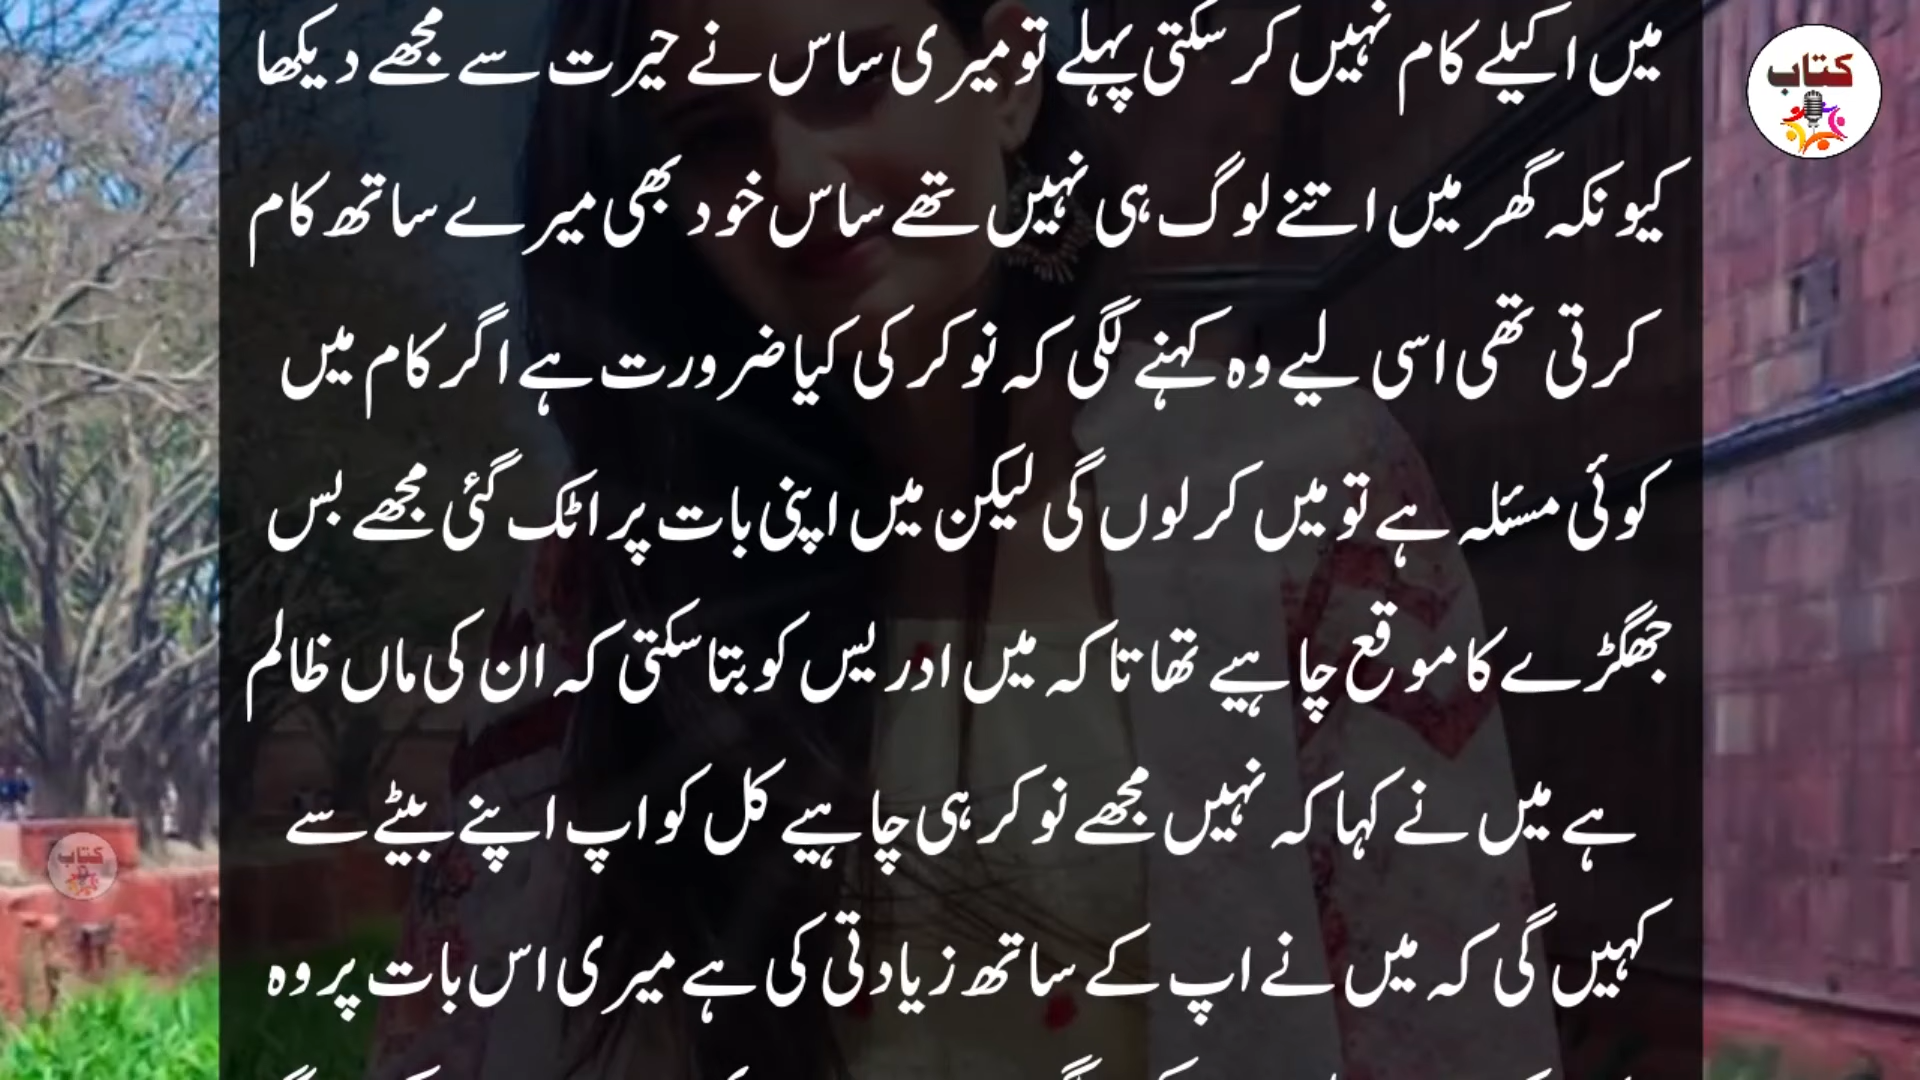 میں اکیلے کام نہیں کر سکتی پہلے تو میری ساس نے حیرت سے مجھے دیکھا
کیونکہ گھر میں اتنے لوگ ہی نہیں تھے ساس خود بھی میرے ساتھ کام
کرتی تھی اسی لیے وہ کہنے لگی کہ نوکر کی کیا ضرورت ہے اگر کام میں
کوئی مسئلہ ہے تو میں کر لوں گی لیکن میں اپنی بات پر اٹک گئی مجھے بس
جھگڑے کا موقع چاہیے تھا تاکہ میں ادریس کو بتا سکتی کہ ان کی ماں ظالم
ہے میں نے کہا کہ نہیں مجھے نوکر ہی چاہیے کل کو اپ اپنے بیٹے سے
کہیں گی کہ میں نے اپ کے ساتھ زیادتی کی ہے میری اس بات پر وہ
کتاب
کتاب